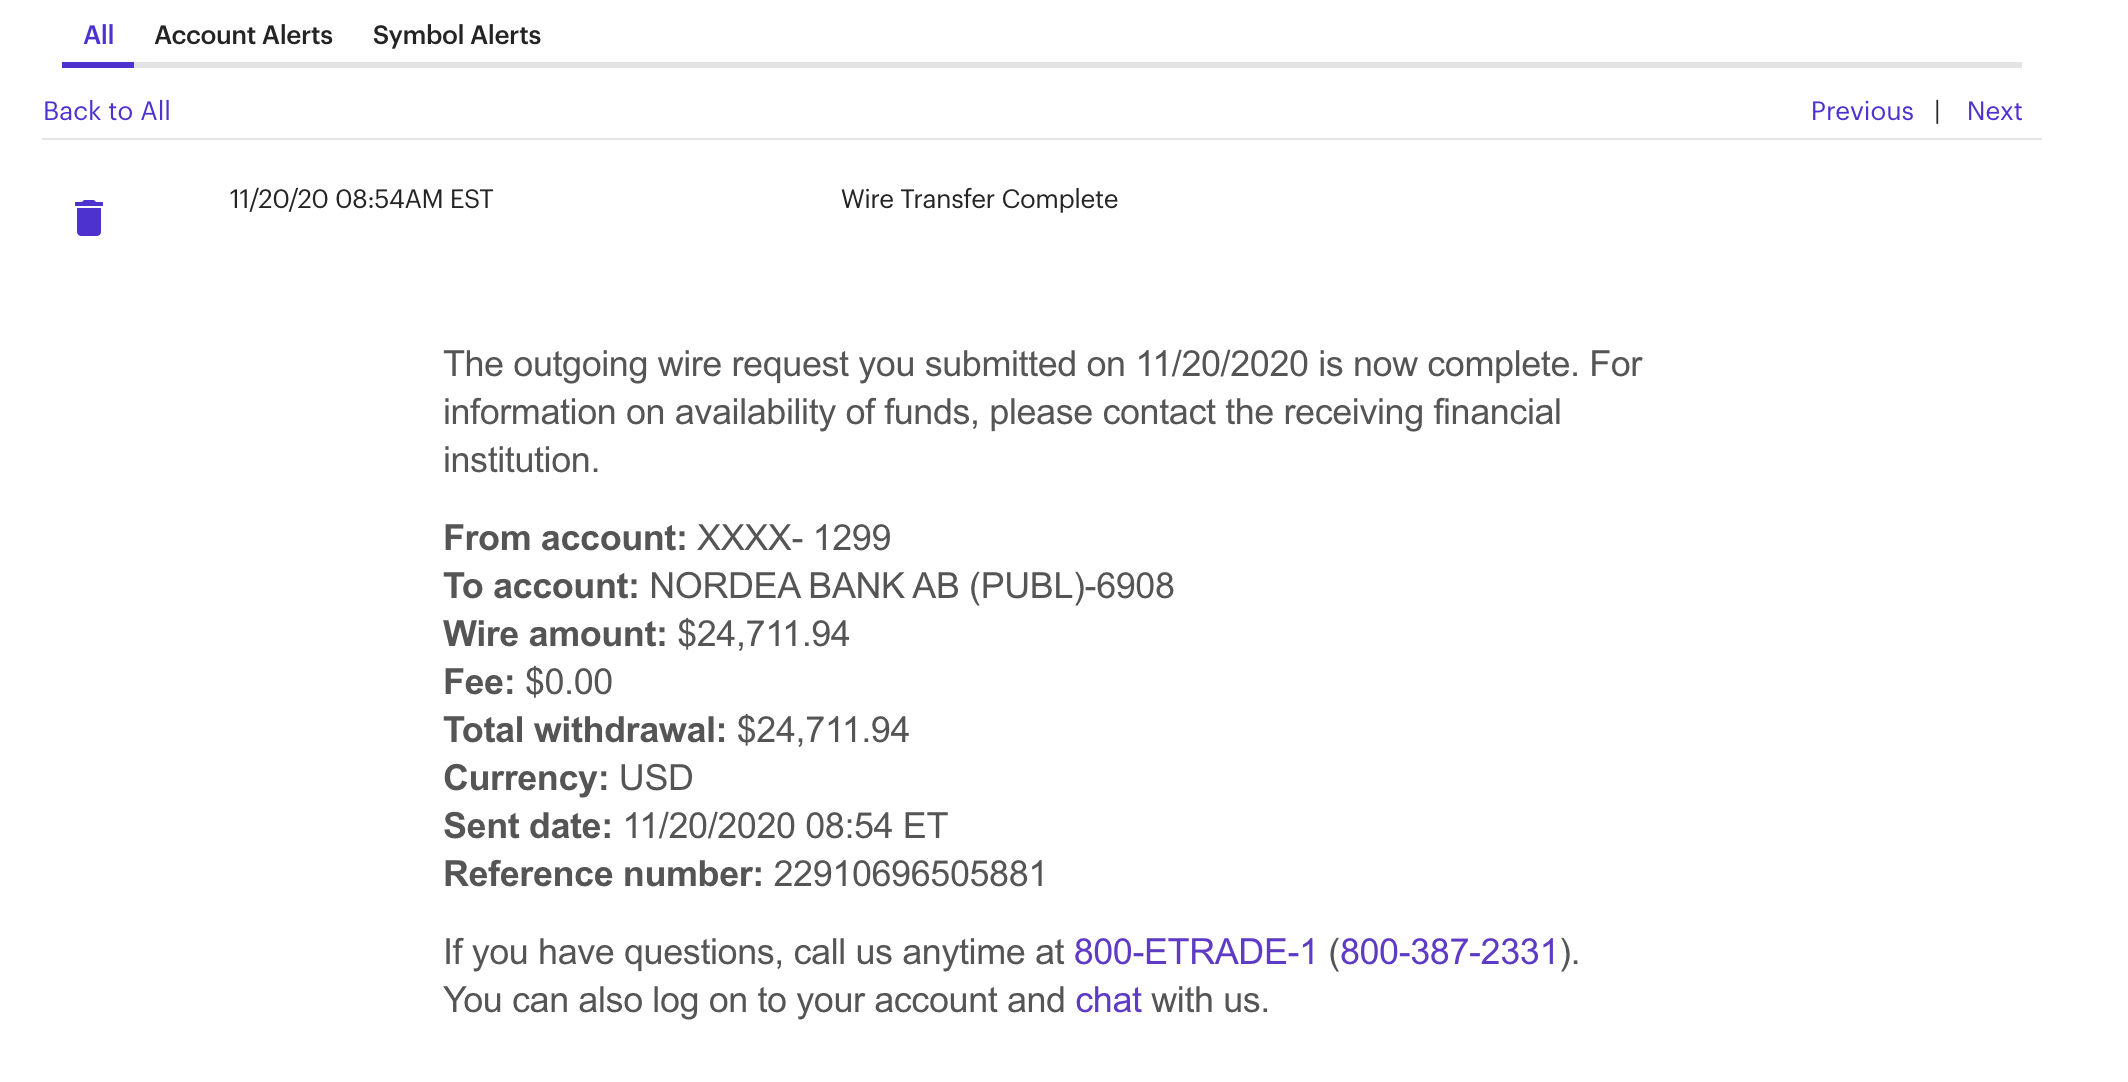 All Account Alerts Symbol Alerts
Back to All Previous | Next
11/20/20 08:54AM EST Wire Transfer Complete
The outgoing wire request you submitted on 11/20/2020 is now complete. For
information on availability of funds, please contact the receiving financial
institution.
From account: XXXX- 1299
To account: NORDEA BANK AB (PUBL)-6908
Wire amount: $24,711.94
Fee: $0.00
Total withdrawal: $24,711.94
Currency: USD
Sent date: 11/20/2020 08:54 ET
Reference number: 22910696505881
If you have questions, call us anytime at 800-ETRADE-1 (800-387-2331).
You can also log on to your account and chat with us.